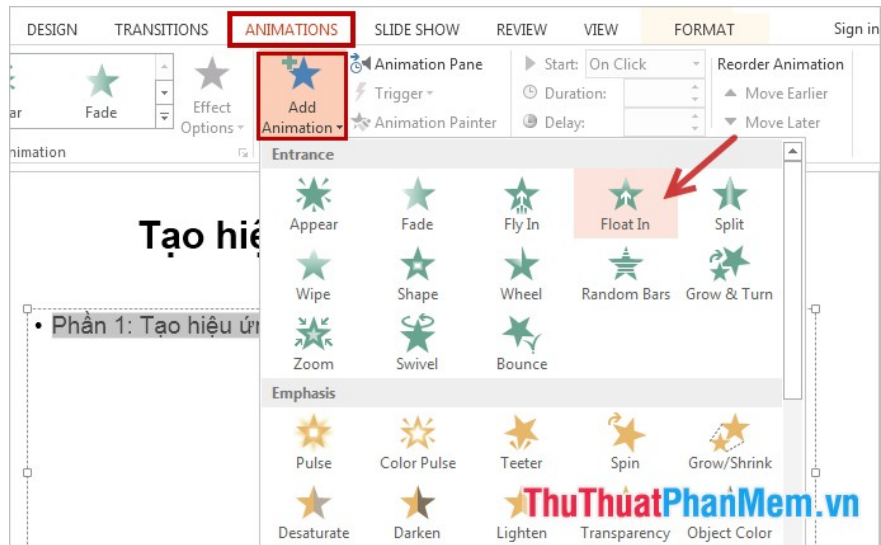 DESIGN TRANSITIONS ANIMATIONS SLIDE SHOW REVIEW VIEW FORMAT Sign in
Animation Pane Start: On Click Reorder Animation
Fade Effect Options Add Animation Trigger Duration: Move Earlier
Animation Painter Delay: Move Later
Entrance
Appear Fade Fly In Float In Split
Wipe Shape Wheel Random Bars Grow & Turn
Zoom Swivel Bounce
Emphasis
Pulse Color Pulse Teeter Spin Grow/Shrink
Desaturate Darken Lighten Transparency Object Color
Tạo
• Phần 1: Tạo hiệu
ThuThuatPhanMem.vn